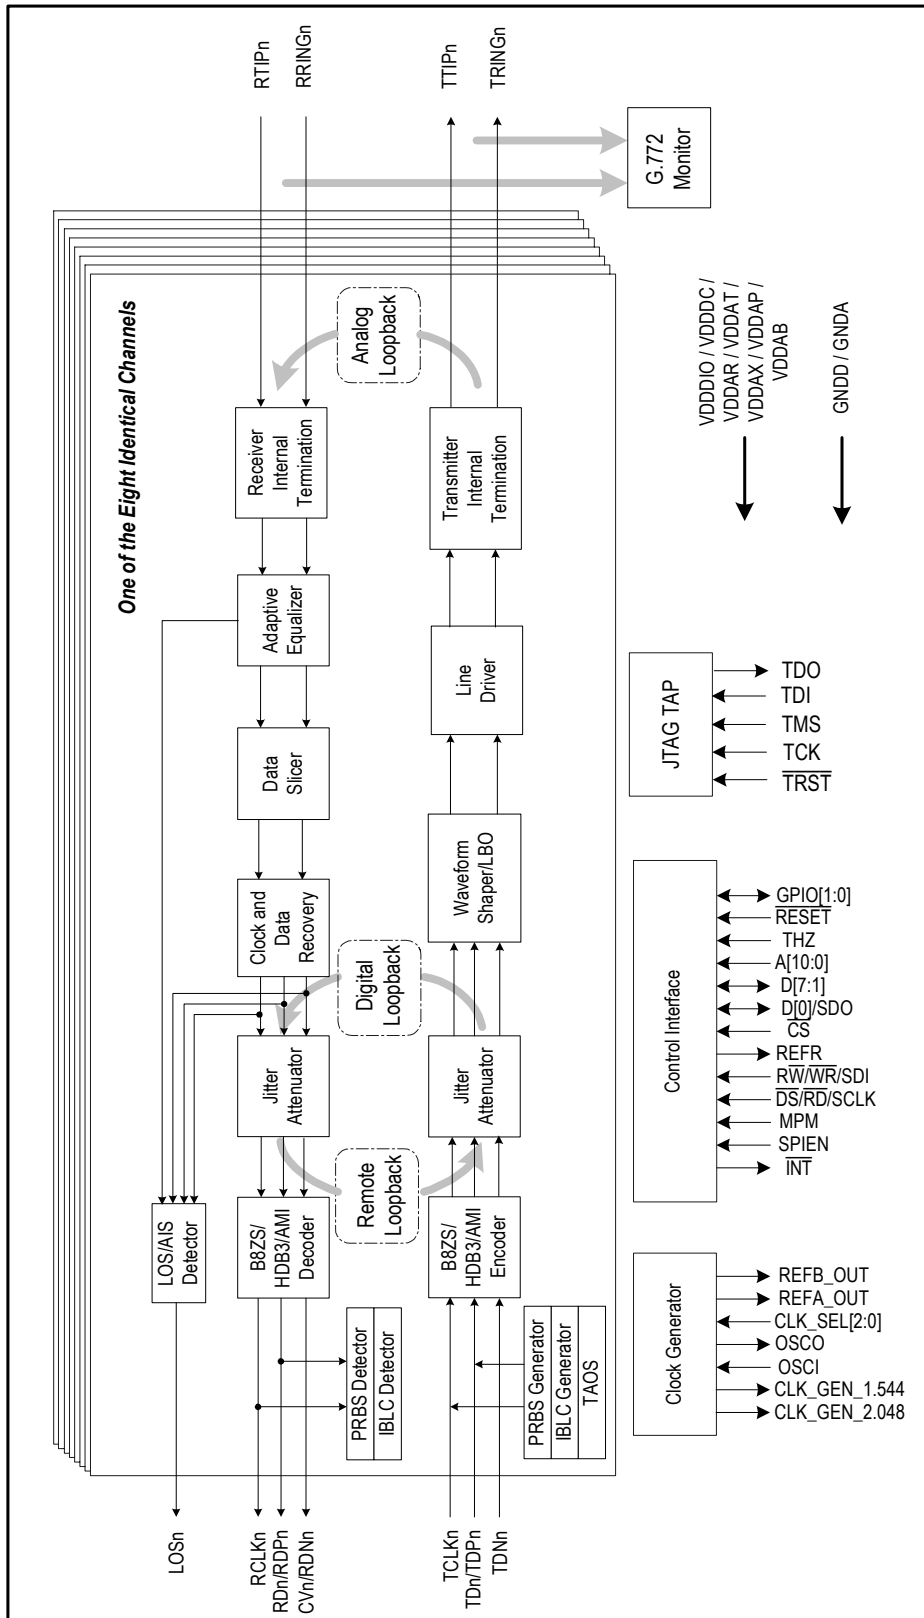 RTIPn
RRINGn
TTIPn
TRINGn
G.772
Monitor
One of the Eight Identical Channels
Analog
Loopback
VDDDIO / VDDDC /
VDDAR / VDDAT /
VDDAX / VDDAP /
VDDAB
GNDD / GNDA
Receiver
Internal
Termination
Transmitter
Internal
Termination
Adaptive
Equalizer
Line
Driver
Data
Slicer
Waveform
Shaper/LBO
Clock and
Data
Recovery
Digital
Loopback
Jitter
Attenuator
Jitter
Attenuator
Remote
Loopback
LOS/AIS
Detector
B8ZS/
HDB3/AMI
Decoder
B8ZS/
HDB3/AMI
Encoder
PRBS Detector
IBLC Detector
PRBS Generator
IBLC Generator
TAOS
LOSn
RCLKn
RDn/RDPn
CVn/RDNn
TCLKn
TDn/TDPn
TDNn
JTAG TAP
TDO
TDI
TMS
TCK
TRST
Control Interface
GPIO[1:0]
RESET
THZ
A[10:0]
D[7:1]
D[0]/SDO
CS
REFR
RW/WR/SDI
DS/RD/SCLK
MPM
SPIEN
INT
Clock Generator
REFB_OUT
REFA_OUT
CLK_SEL[2:0]
OSCO
OSCI
CLK_GEN_1.544
CLK_GEN_2.048